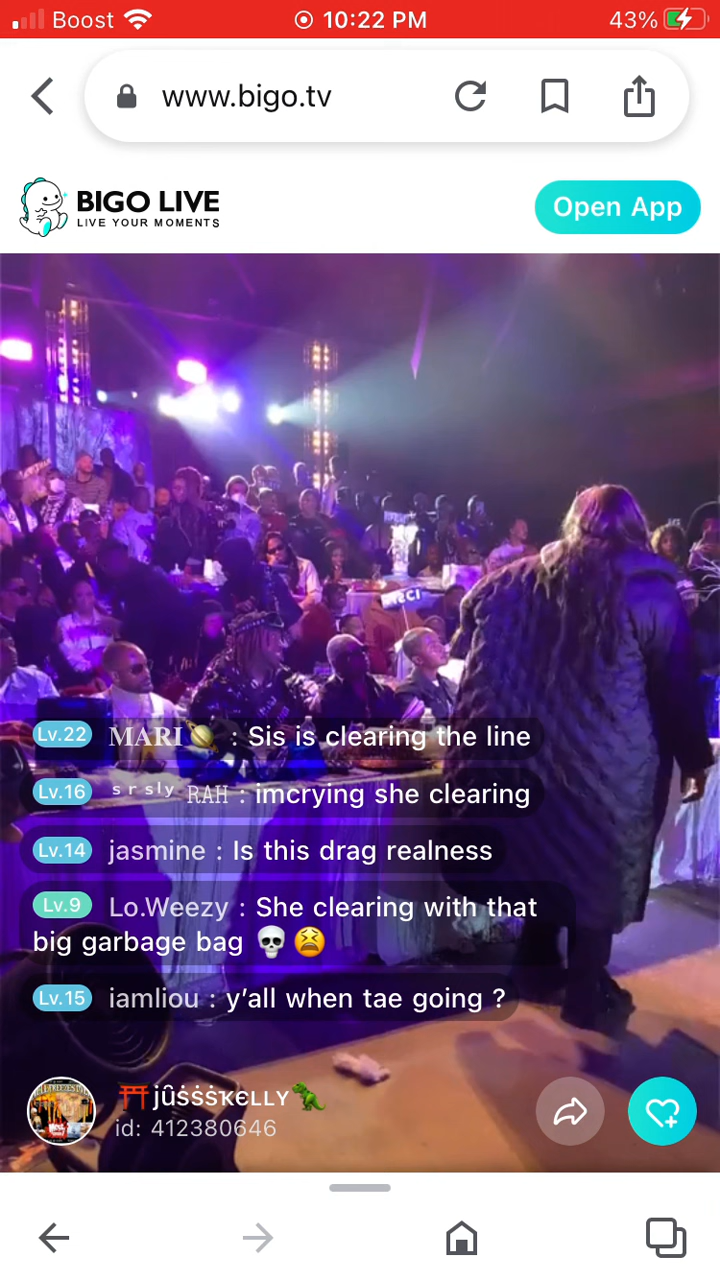 Boost 10:22 PM 43%
www.bigo.tv
BIGO LIVE
LIVE YOUR MOMENTS
Open App
Lv.22 MARI🪐 : Sis is clearing the line
Lv.16 ˢʳˢˡʸ RAH : imcrying she clearing
Lv.14 jasmine : Is this drag realness
Lv.9 Lo.Weezy : She clearing with that
big garbage bag 💀😫
Lv.15 iamliou : y’all when tae going ?
⛩jȗṡṡṡҡЄLLY🦖
id: 412380646